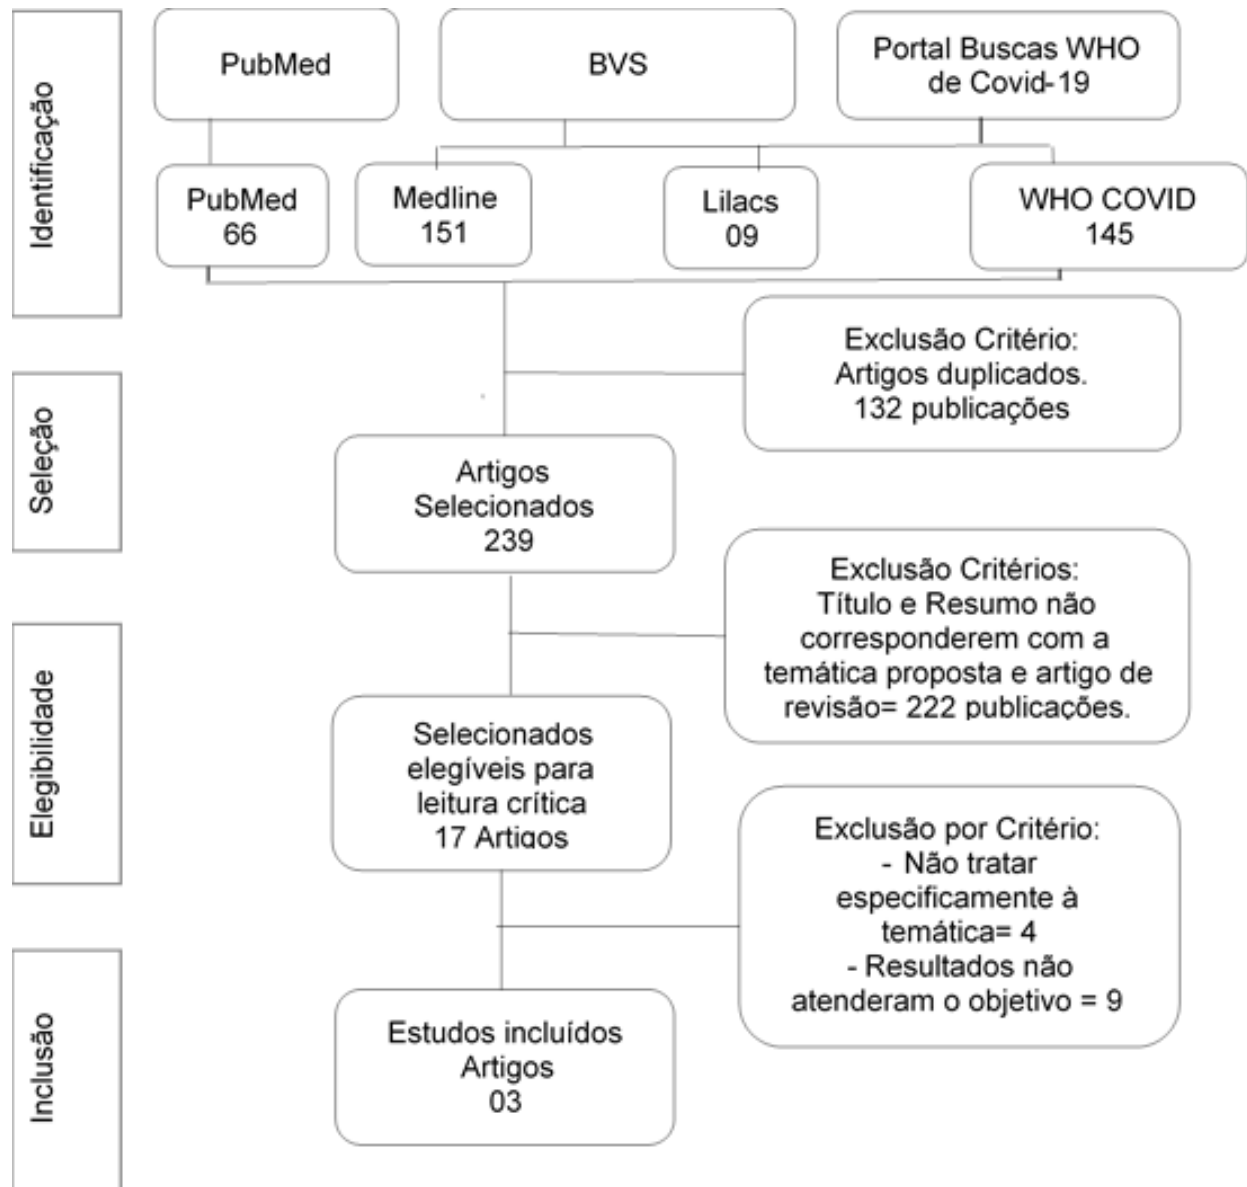 Identificação
PubMed
BVS
Portal Buscas WHO
de Covid-19
PubMed
66
Medline
151
Lilacs
09
WHO COVID
145
Exclusão Critério:
Artigos duplicados.
132 publicações
Seleção
Artigos
Selecionados
239
Exclusão Critérios:
Título e Resumo não
corresponderem com a
temática proposta e artigo de
revisão= 222 publicações.
Elegibilidade
Selecionados
elegíveis para
leitura crítica
17 Artigos
Exclusão por Critério:
- Não tratar
especificamente à
temática= 4
- Resultados não
atenderam o objetivo = 9
Inclusão
Estudos incluídos
Artigos
03